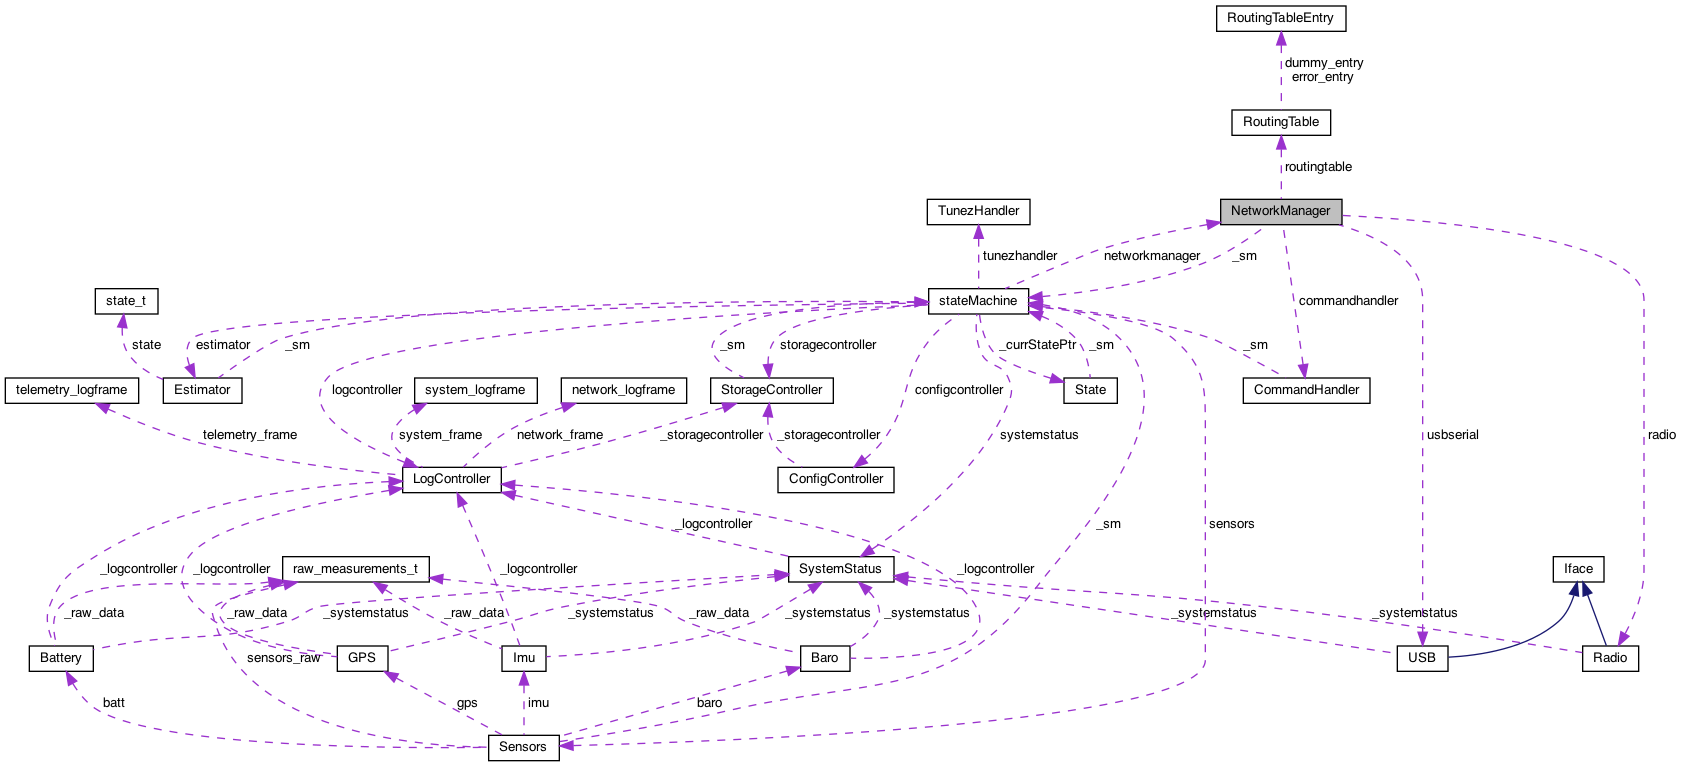 RoutingTableEntry
dummy_entry
error_entry
RoutingTable
routingtable
TunezHandler
NetworkManager
tunezhandler
networkmanager
_sm
state_t
stateMachine
commandhandler
state
estimator
_sm
_sm
storagecontroller
_currStatePtr
_sm
_sm
telemetry_logframe
Estimator
logcontroller
system_logframe
network_logframe
StorageController
configcontroller
State
CommandHandler
telemetry_frame
system_frame
network_frame
_storagecontroller
_storagecontroller
systemstatus
usbserial
radio
LogController
ConfigController
_logcontroller
_sm
sensors
_logcontroller
_logcontroller
raw_measurements_t
_logcontroller
SystemStatus
_logcontroller
Iface
_raw_data
_raw_data
_systemstatus
_raw_data
_systemstatus
_raw_data
_systemstatus
_systemstatus
_systemstatus
_systemstatus
Battery
sensors_raw
GPS
Imu
Baro
USB
Radio
batt
gps
imu
baro
Sensors